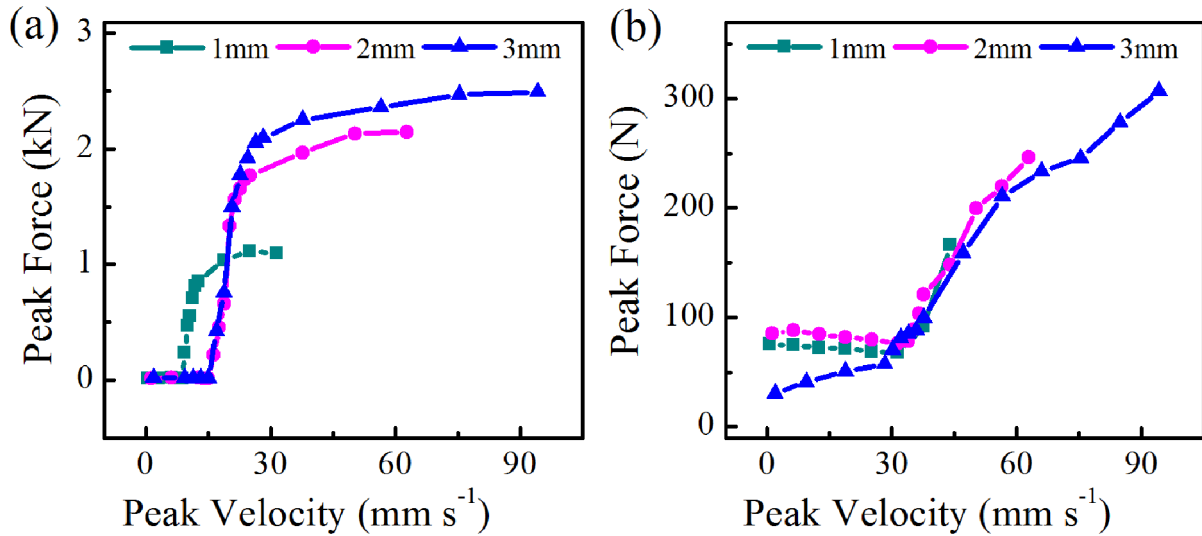 (a)
3
2
1
0
1mm 2mm 3mm
Peak Force (kN)
0 30 60 90
Peak Velocity (mm s⁻¹)
(b)
300
200
100
0
1mm 2mm 3mm
Peak Force (N)
0 30 60 90
Peak Velocity (mm s⁻¹)